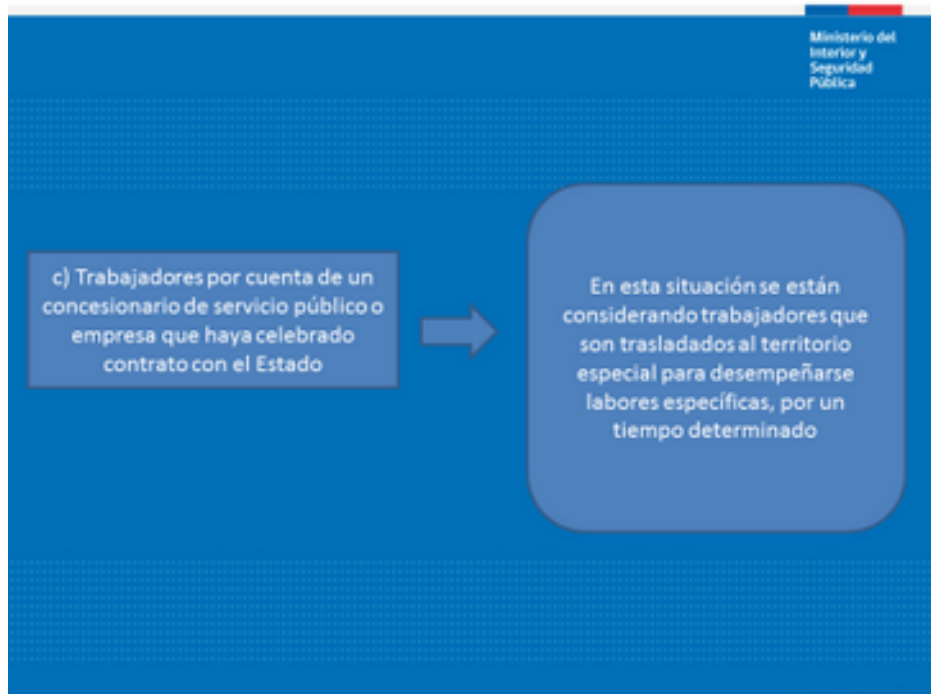 Ministerio del
Interior y
Seguridad
Pública
c) Trabajadores por cuenta de un
concesionario de servicio público o
empresa que haya celebrado
contrato con el Estado
En esta situación se están
considerando trabajadores que
son trasladados al territorio
especial para desempeñarse
labores específicas, por un
tiempo determinado